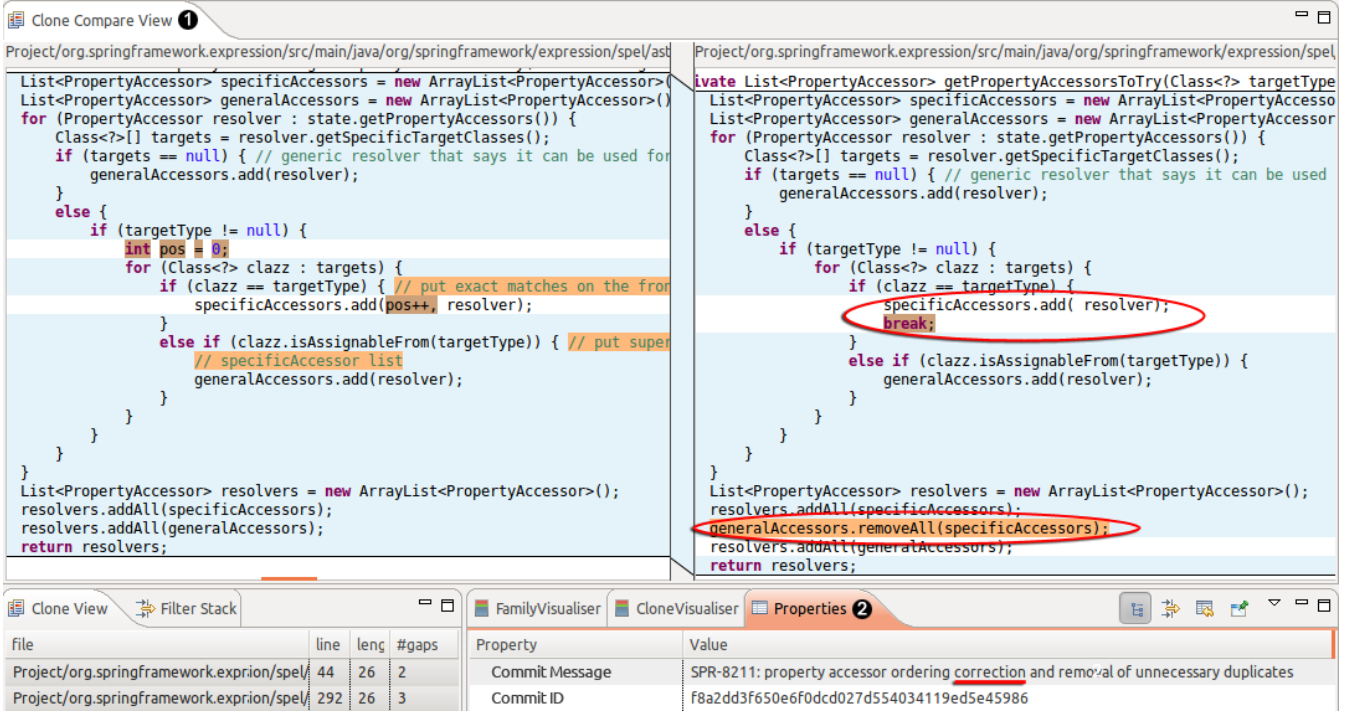 Clone Compare View 1
Project/org.springframework.expression/src/main/java/org/springframework/expression/spel/ast
List<PropertyAccessor> specificAccessors = new ArrayList<PropertyAccessor>(
List<PropertyAccessor> generalAccessors = new ArrayList<PropertyAccessor>()
for (PropertyAccessor resolver : state.getPropertyAccessors()) {
Class<?>[] targets = resolver.getSpecificTargetClasses();
if (targets == null) { // generic resolver that says it can be used for
generalAccessors.add(resolver);
}
else {
if (targetType != null) {
int pos = 0;
for (Class<?> clazz : targets) {
if (clazz == targetType) { // put exact matches on the fron
specificAccessors.add(pos++, resolver);
}
else if (clazz.isAssignableFrom(targetType)) { // put super
// specificAccessor list
generalAccessors.add(resolver);
}
}
}
}
}
List<PropertyAccessor> resolvers = new ArrayList<PropertyAccessor>();
resolvers.addAll(specificAccessors);
resolvers.addAll(generalAccessors);
return resolvers;
Project/org.springframework.expression/src/main/java/org/springframework/expression/spel,
ivate List<PropertyAccessor> getPropertyAccessorsToTry(Class<?> targetType
List<PropertyAccessor> specificAccessors = new ArrayList<PropertyAccesso
List<PropertyAccessor> generalAccessors = new ArrayList<PropertyAccessor
for (PropertyAccessor resolver : state.getPropertyAccessors()) {
Class<?>[] targets = resolver.getSpecificTargetClasses();
if (targets == null) { // generic resolver that says it can be used
generalAccessors.add(resolver);
}
else {
if (targetType != null) {
for (Class<?> clazz : targets) {
if (clazz == targetType) {
specificAccessors.add( resolver);
break;
}
else if (clazz.isAssignableFrom(targetType)) {
generalAccessors.add(resolver);
}
}
}
}
}
List<PropertyAccessor> resolvers = new ArrayList<PropertyAccessor>();
resolvers.addAll(specificAccessors);
generalAccessors.removeAll(specificAccessors);
resolvers.addAll(generalAccessors);
return resolvers;
Clone View Filter Stack
file line leng #gaps
Project/org.springframework.exprion/spel/ 44 26 2
Project/org.springframework.exprion/spel/ 292 26 3
FamilyVisualiser CloneVisualiser Properties 2
Property Value
Commit Message SPR-8211: property accessor ordering correction and removal of unnecessary duplicates
Commit ID f8a2dd3f650e6f0dcd027d554034119ed5e45986